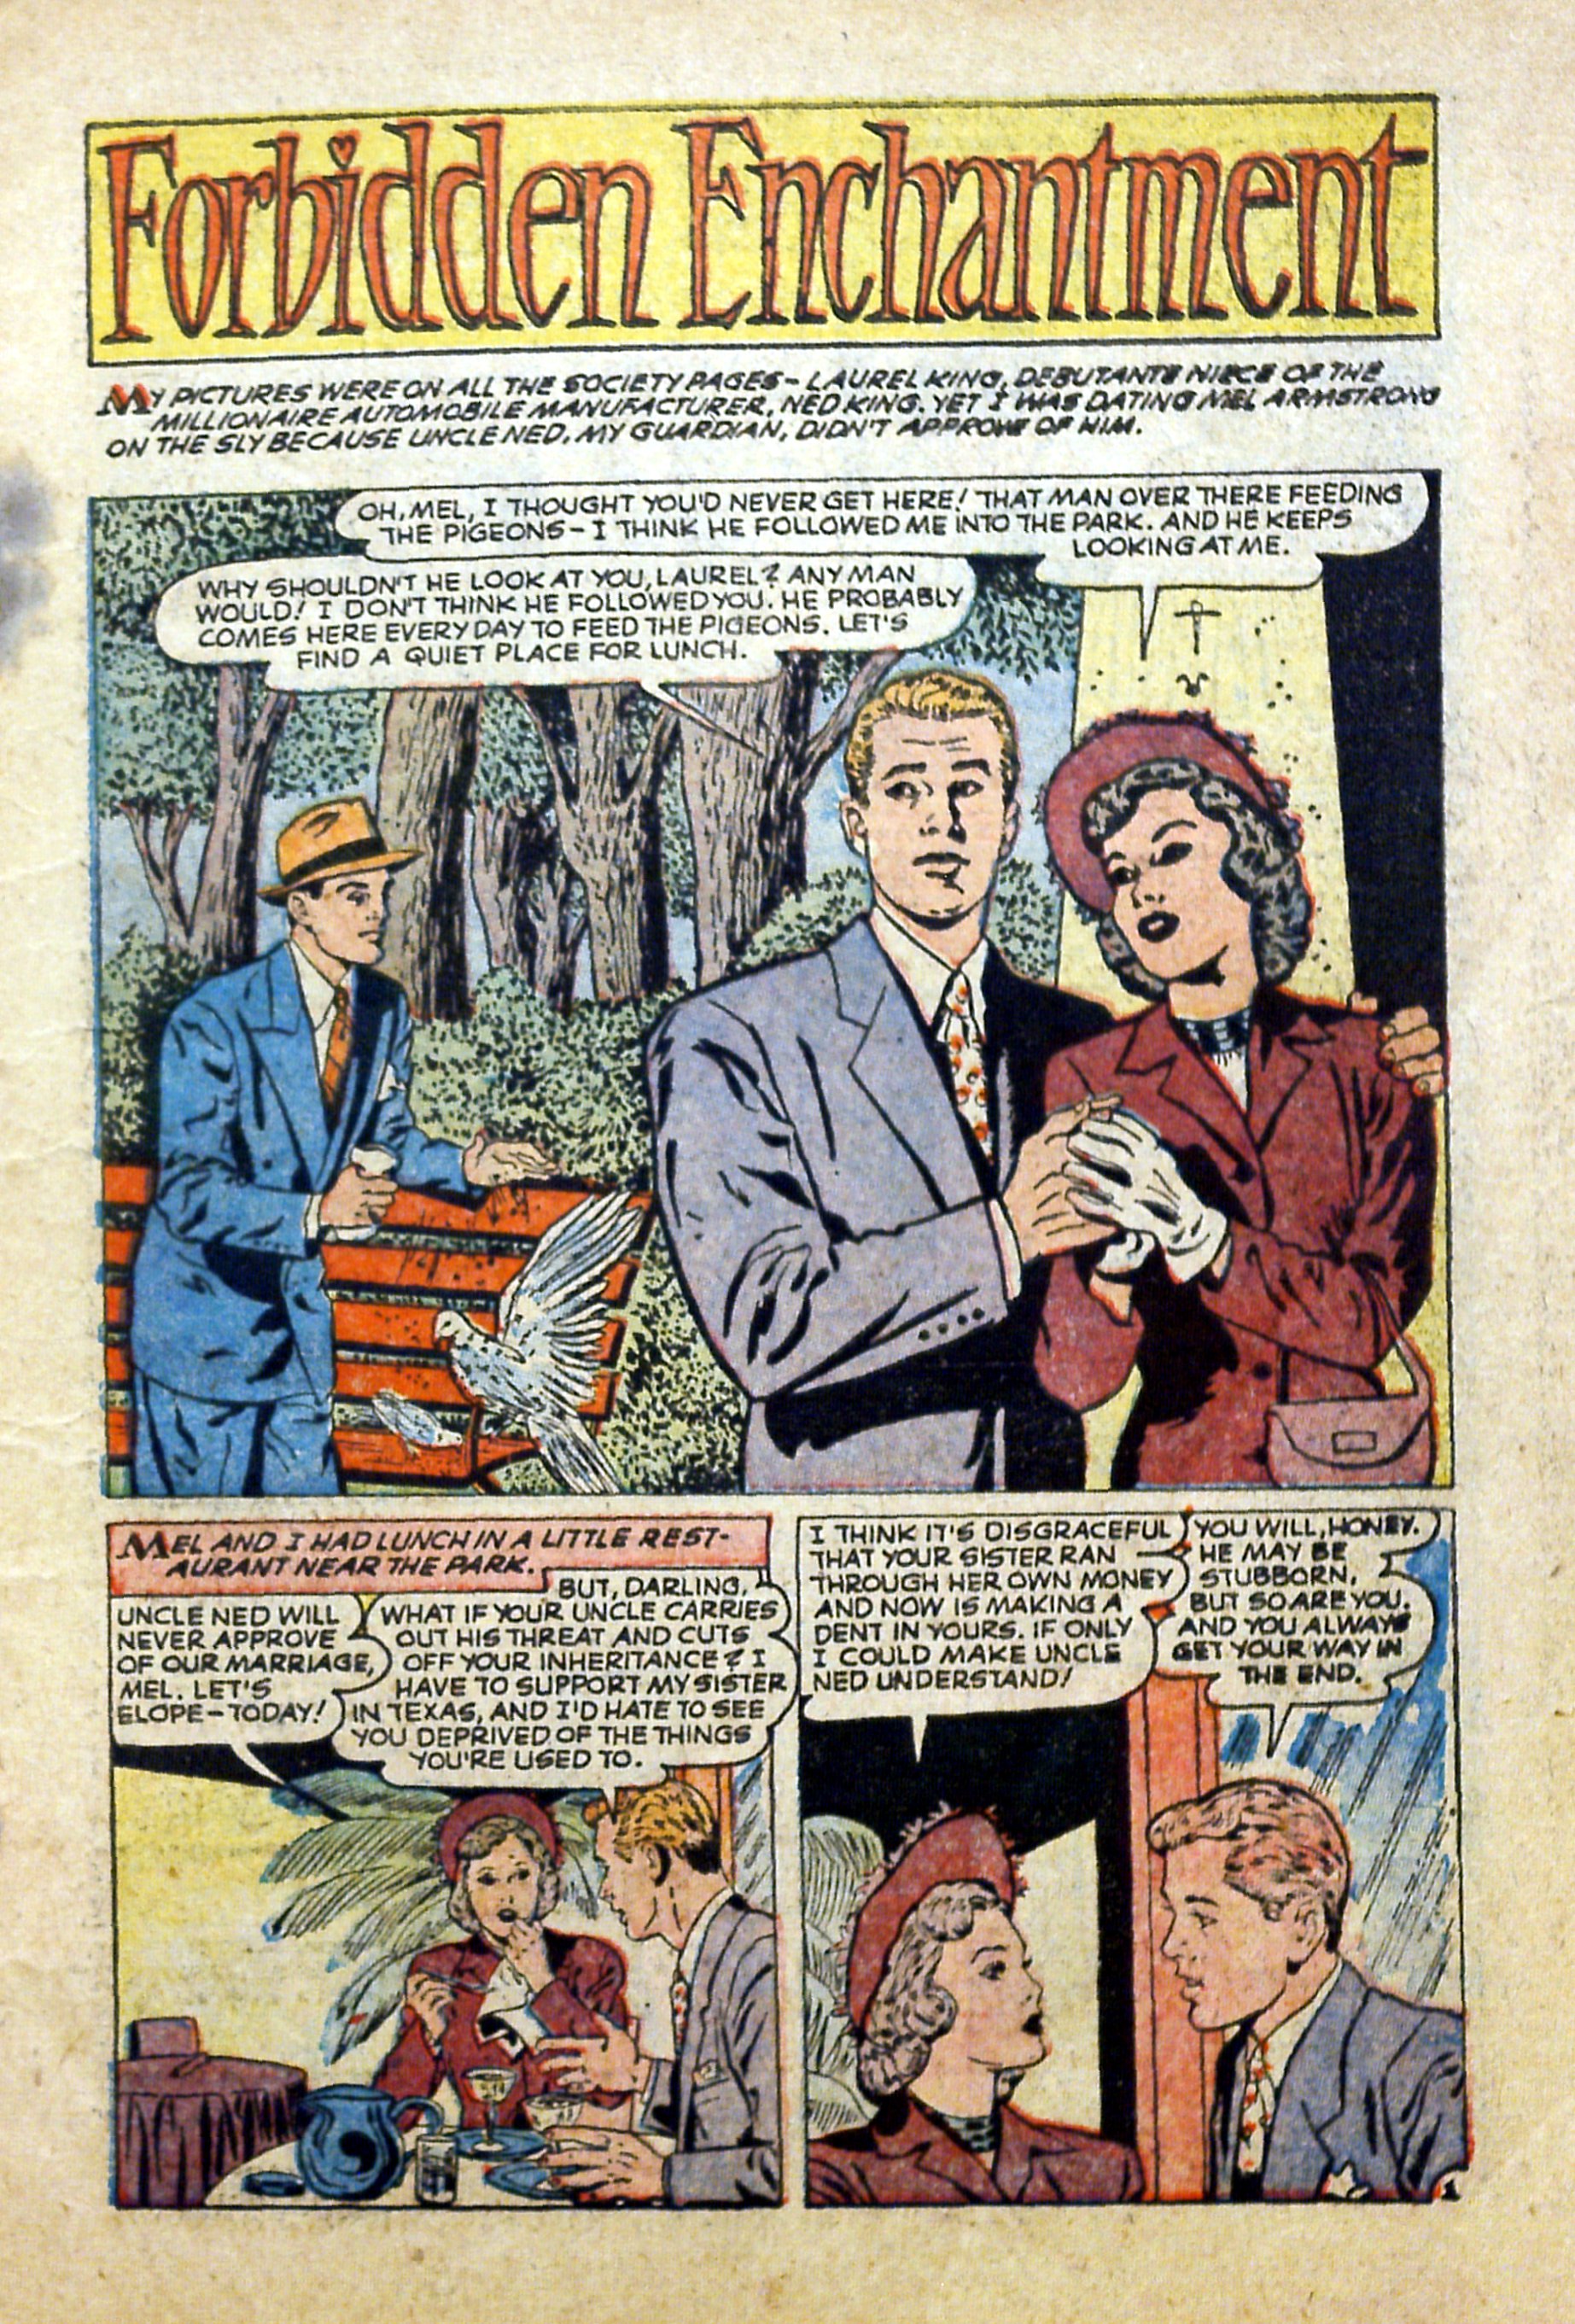 Forbidden Enchantment
MY PICTURES WERE ON ALL THE SOCIETY PAGES - LAUREL KING, DEBUTANTE NIECE OF THE
MILLIONAIRE AUTOMOBILE MANUFACTURER, NED KING. YET I WAS DATING MEL ARMSTRONG
ON THE SLY BECAUSE UNCLE NED, MY GUARDIAN, DIDN'T APPROVE OF HIM.
OH, MEL, I THOUGHT YOU'D NEVER GET HERE! THAT MAN OVER THERE FEEDING
THE PIGEONS - I THINK HE FOLLOWED ME INTO THE PARK. AND HE KEEPS
LOOKING AT ME.
WHY SHOULDN'T HE LOOK AT YOU, LAUREL? ANY MAN
WOULD! I DON'T THINK HE FOLLOWED YOU. HE PROBABLY
COMES HERE EVERY DAY TO FEED THE PIGEONS. LET'S
FIND A QUIET PLACE FOR LUNCH.
MEL AND I HAD LUNCH IN A LITTLE REST-
AURANT NEAR THE PARK.
UNCLE NED WILL
NEVER APPROVE
OF OUR MARRIAGE,
MEL. LET'S
ELOPE - TODAY!
BUT, DARLING,
WHAT IF YOUR UNCLE CARRIES
OUT HIS THREAT AND CUTS
OFF YOUR INHERITANCE? I
HAVE TO SUPPORT MY SISTER
IN TEXAS, AND I'D HATE TO SEE
YOU DEPRIVED OF THE THINGS
YOU'RE USED TO.
I THINK IT'S DISGRACEFUL
THAT YOUR SISTER RAN
THROUGH HER OWN MONEY
AND NOW IS MAKING A
DENT IN YOURS. IF ONLY
I COULD MAKE UNCLE
NED UNDERSTAND!
YOU WILL, HONEY.
HE MAY BE
STUBBORN,
BUT SO ARE YOU.
AND YOU ALWAYS
GET YOUR WAY IN
THE END.
1